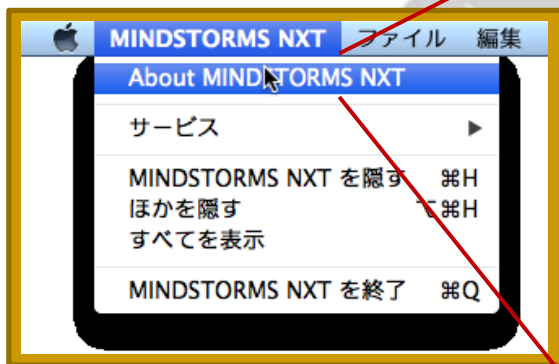 MINDSTORMS NXT ファイル 編集
About MINDSTORMS NXT
サービス ▶
MINDSTORMS NXT を隠す ⌘H
ほかを隠す ⌥⌘H
すべてを表示
MINDSTORMS NXT を終了 ⌘Q